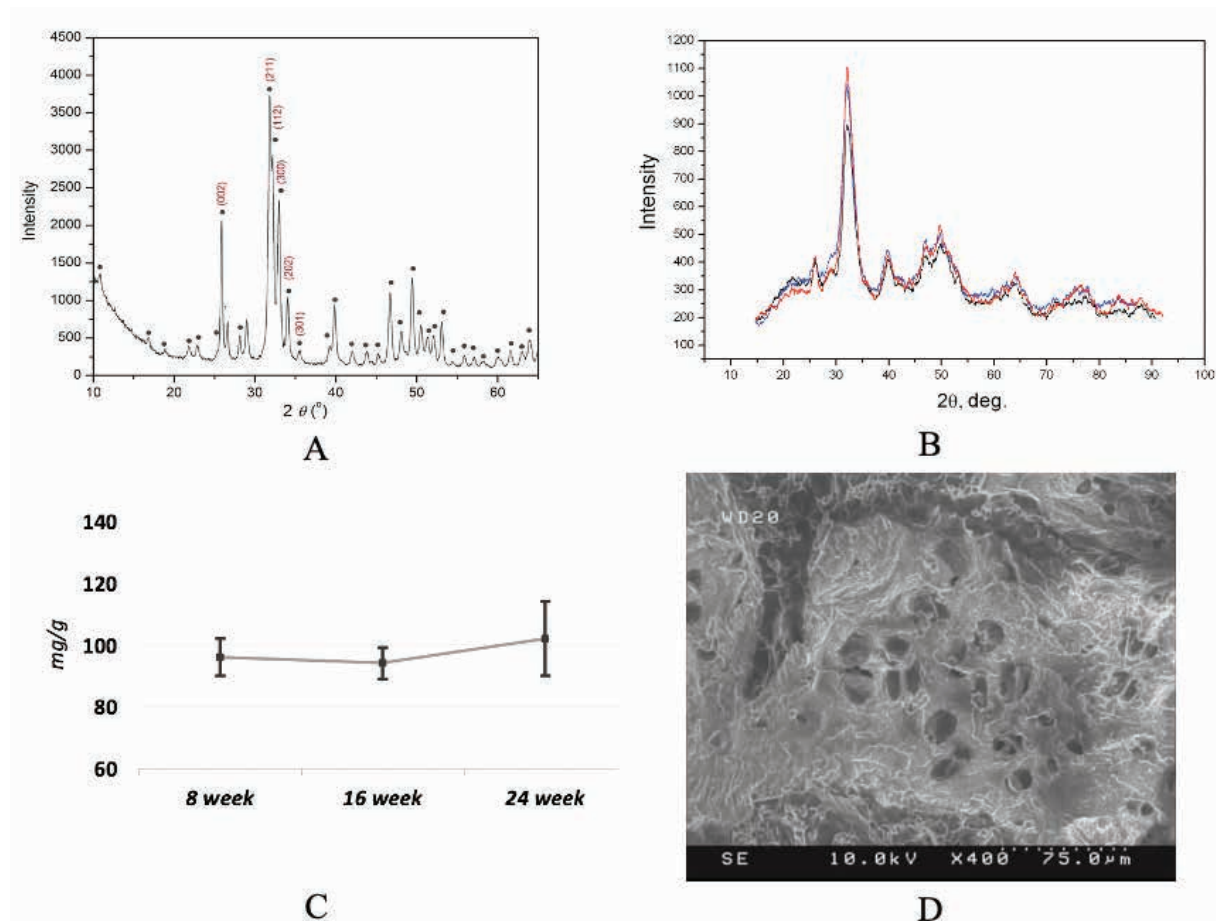 4500
4000
3500
3000
2500
2000
1500
1000
500
0
Intensity
(002)
(211)
(112)
(300)
(202)
(301)
10 20 30 40 50 60
2 θ (°)
A
1200
1100
1000
900
800
700
600
500
400
300
200
100
Intensity
10 20 30 40 50 60 70 80 90 100
2θ, deg.
B
140
120
100
80
60
mg/g
8 week 16 week 24 week
C
WD20
SE 10.0kV X400 75.0μm
D